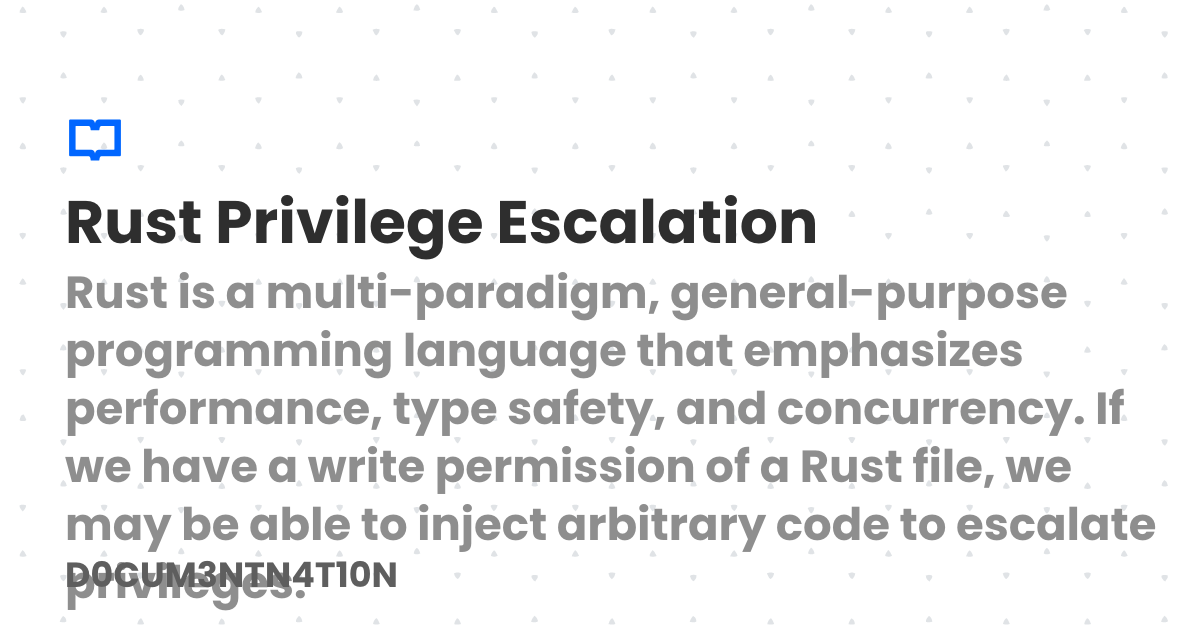 Rust Privilege Escalation
Rust is a multi-paradigm, general-purpose
programming language that emphasizes
performance, type safety, and concurrency. If
we have a write permission of a Rust file, we
may be able to inject arbitrary code to escalate
privileges.
D0CUM3NTN4T10N